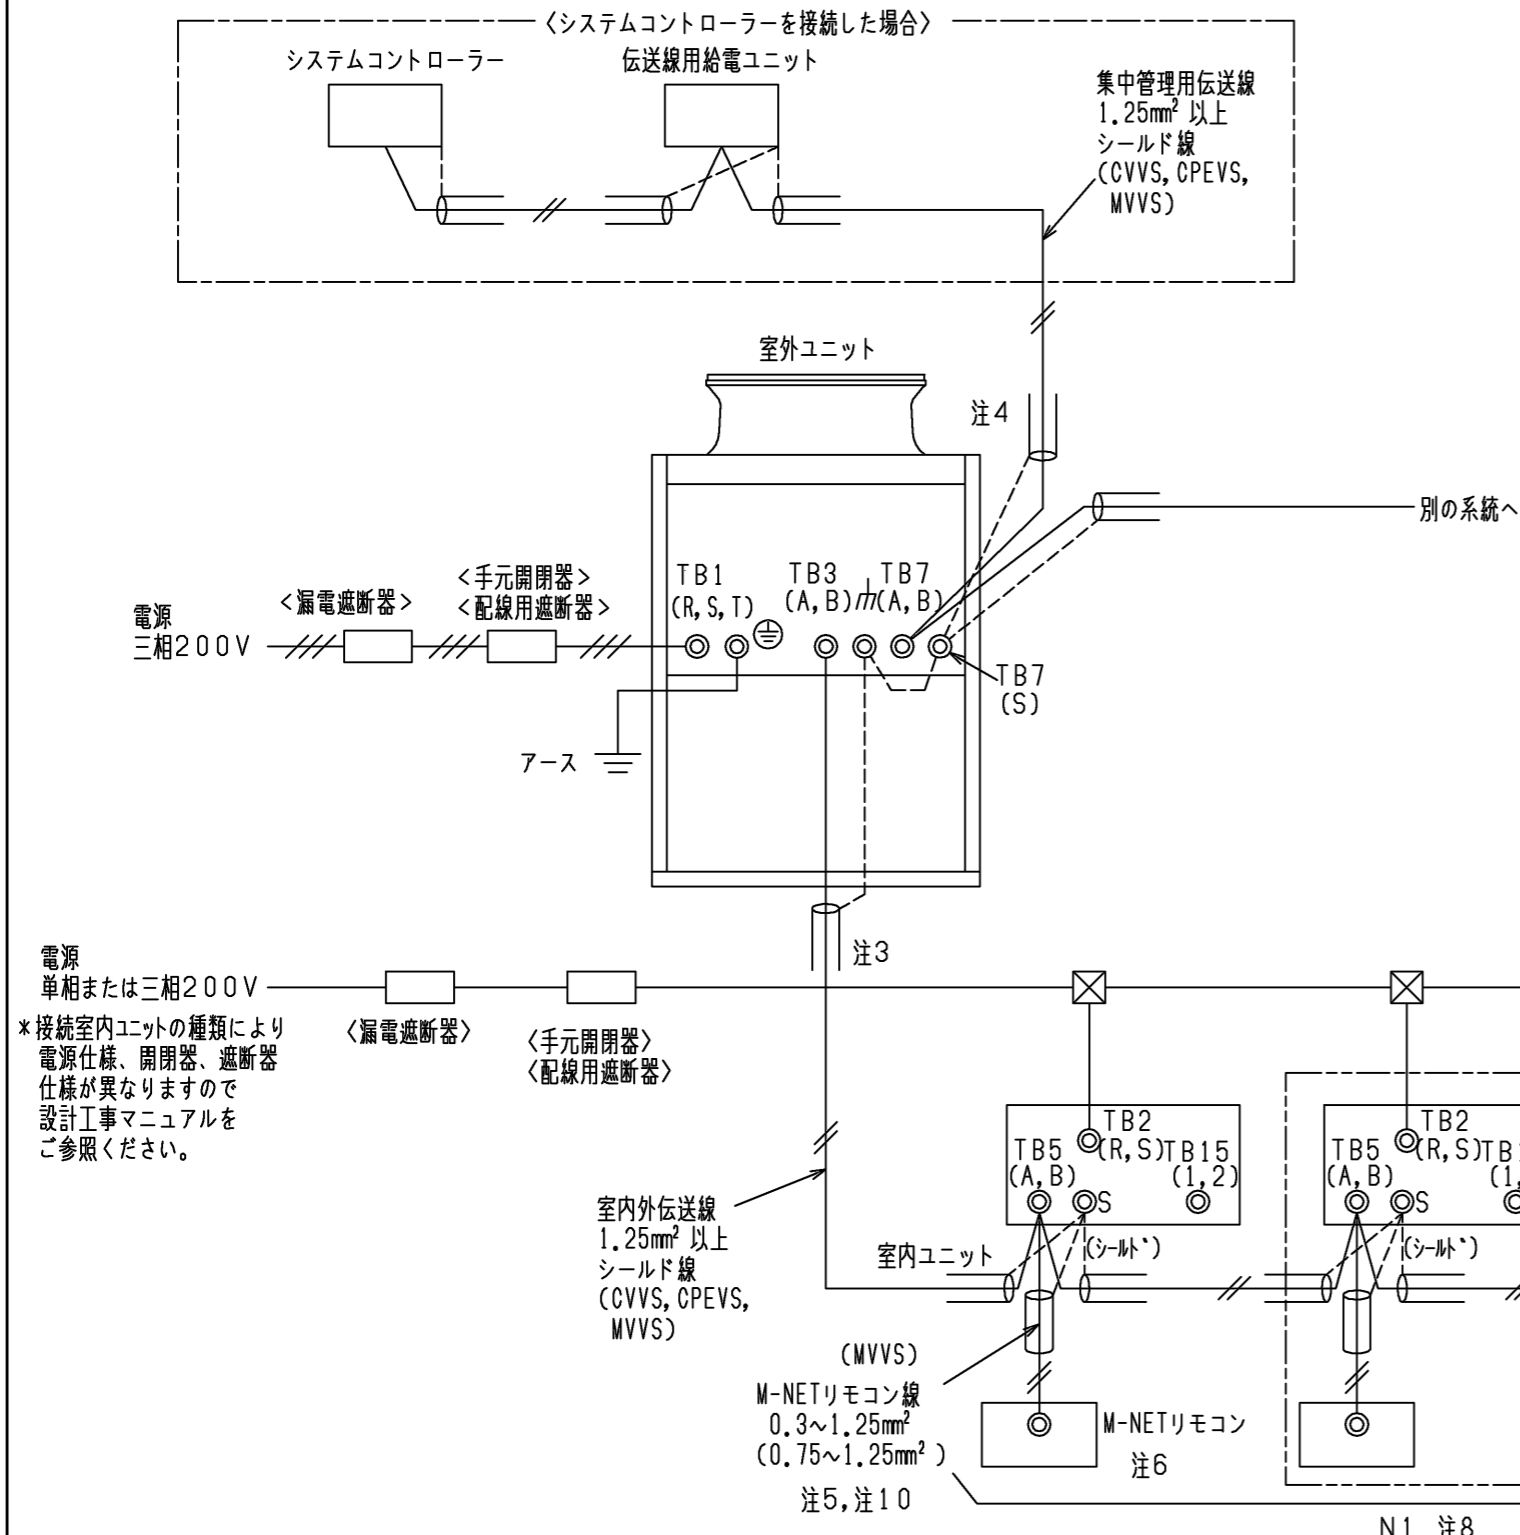 〈システムコントローラーを接続した場合〉
システムコントローラー
伝送線用給電ユニット
集中管理用伝送線
1.25mm² 以上
シールド線
(CVVS,CPEVS,
MVVS)
室外ユニット
注4
別の系統へ
<手元開閉器>
<配線用遮断器>
<漏電遮断器>
電源
三相200V
TB1
(R,S,T)
TB3
(A,B)
TB7
(A,B)
TB7
(S)
アース
注3
電源
単相または三相200V
*接続室内ユニットの種類により
電源仕様、開閉器、遮断器
仕様が異なりますので
設計工事マニュアルを
ご参照ください。
〈漏電遮断器〉
〈手元開閉器〉
〈配線用遮断器〉
TB2
(R,S)
TB5
(A,B)
S
TB15
(1,2)
TB2
(R,S)
TB5
(A,B)
S
TB1
(1,
室内外伝送線
1.25mm² 以上
シールド線
(CVVS,CPEVS,
MVVS)
室内ユニット
(シールド)
(シールド)
(MVVS)
M-NETリモコン線
0.3~1.25mm²
(0.75~1.25mm² )
注5,注10
M-NETリモコン
注6
N1 注8